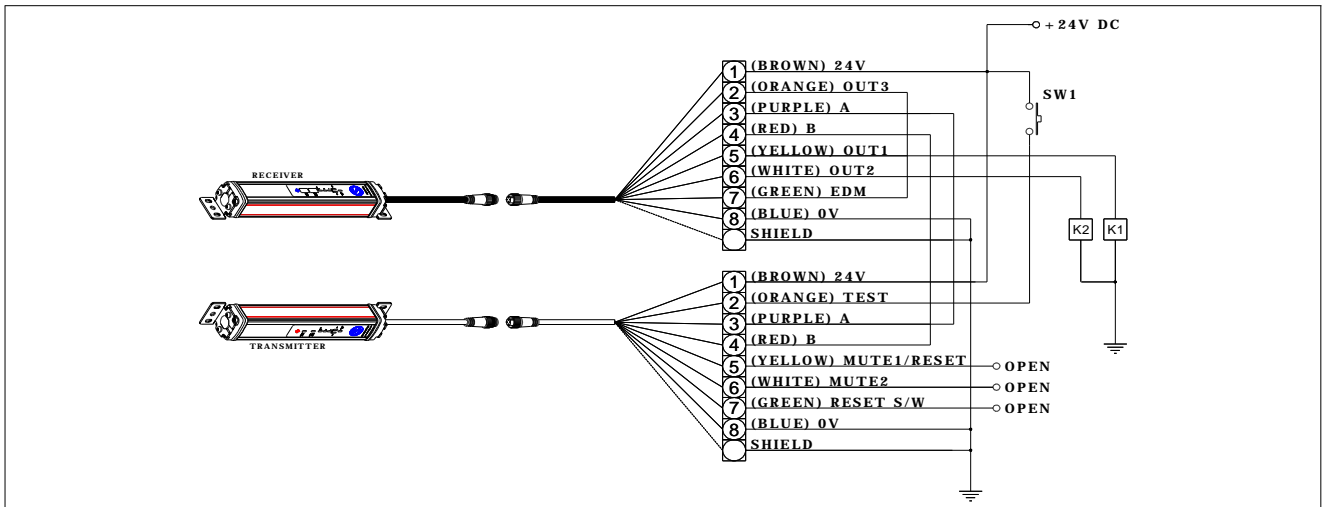 +24V DC
1 (BROWN) 24V
2 (ORANGE) OUT3
SW1
3 (PURPLE) A
4 (RED) B
5 (YELLOW) OUT1
6 (WHITE) OUT2
RECEIVER
7 (GREEN) EDM
8 (BLUE) 0V
K2 K1
SHIELD
1 (BROWN) 24V
2 (ORANGE) TEST
3 (PURPLE) A
4 (RED) B
TRANSMITTER
5 (YELLOW) MUTE1/RESET OPEN
6 (WHITE) MUTE2 OPEN
7 (GREEN) RESET S/W OPEN
8 (BLUE) 0V
SHIELD